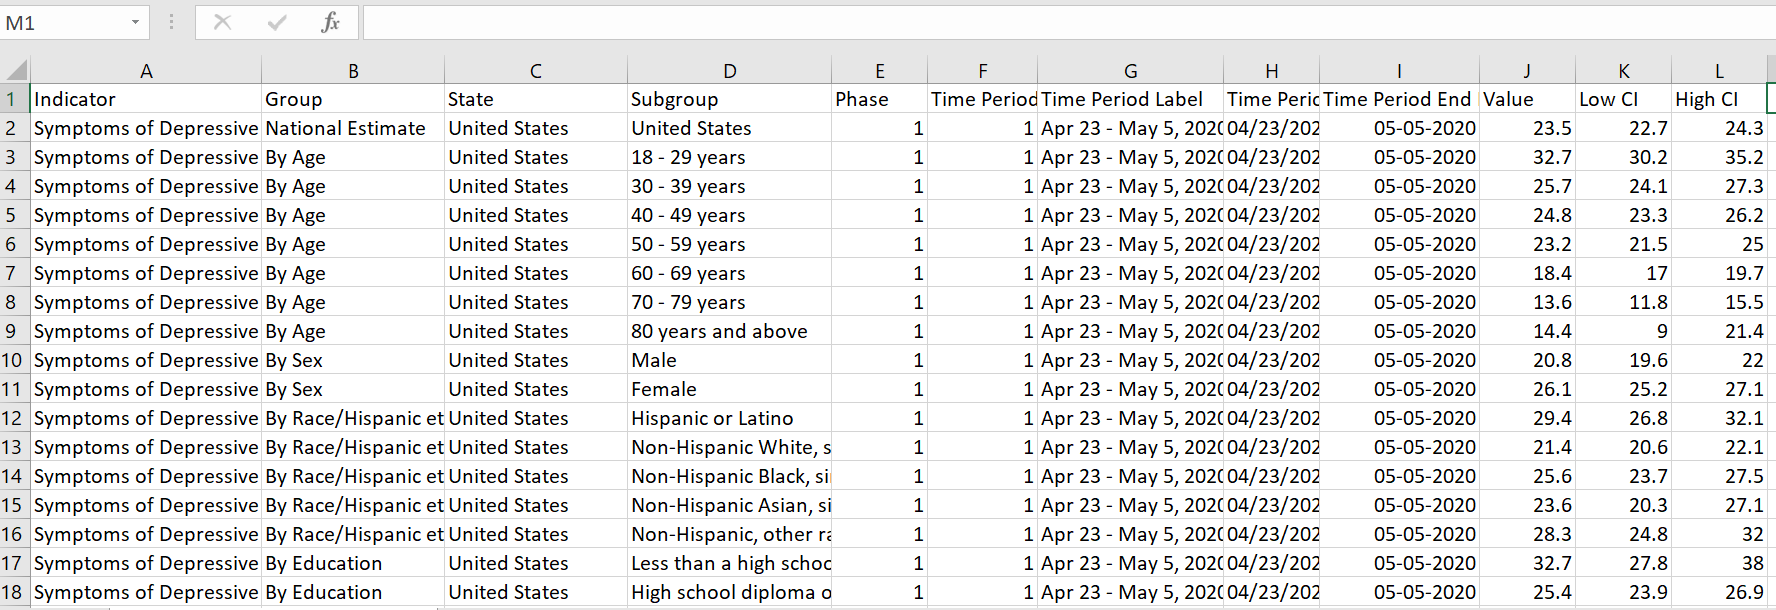 M1 fx
A B C D E F G H I J K L
1 Indicator Group State Subgroup Phase Time Period Time Period Label Time Peric Time Period End Value Low CI High CI
2 Symptoms of Depressive National Estimate United States United States 1 1 Apr 23 - May 5, 2020 04/23/202 05-05-2020 23.5 22.7 24.3
3 Symptoms of Depressive By Age United States 18 - 29 years 1 1 Apr 23 - May 5, 2020 04/23/202 05-05-2020 32.7 30.2 35.2
4 Symptoms of Depressive By Age United States 30 - 39 years 1 1 Apr 23 - May 5, 2020 04/23/202 05-05-2020 25.7 24.1 27.3
5 Symptoms of Depressive By Age United States 40 - 49 years 1 1 Apr 23 - May 5, 2020 04/23/202 05-05-2020 24.8 23.3 26.2
6 Symptoms of Depressive By Age United States 50 - 59 years 1 1 Apr 23 - May 5, 2020 04/23/202 05-05-2020 23.2 21.5 25
7 Symptoms of Depressive By Age United States 60 - 69 years 1 1 Apr 23 - May 5, 2020 04/23/202 05-05-2020 18.4 17 19.7
8 Symptoms of Depressive By Age United States 70 - 79 years 1 1 Apr 23 - May 5, 2020 04/23/202 05-05-2020 13.6 11.8 15.5
9 Symptoms of Depressive By Age United States 80 years and above 1 1 Apr 23 - May 5, 2020 04/23/202 05-05-2020 14.4 9 21.4
10 Symptoms of Depressive By Sex United States Male 1 1 Apr 23 - May 5, 2020 04/23/202 05-05-2020 20.8 19.6 22
11 Symptoms of Depressive By Sex United States Female 1 1 Apr 23 - May 5, 2020 04/23/202 05-05-2020 26.1 25.2 27.1
12 Symptoms of Depressive By Race/Hispanic et United States Hispanic or Latino 1 1 Apr 23 - May 5, 2020 04/23/202 05-05-2020 29.4 26.8 32.1
13 Symptoms of Depressive By Race/Hispanic et United States Non-Hispanic White, s 1 1 Apr 23 - May 5, 2020 04/23/202 05-05-2020 21.4 20.6 22.1
14 Symptoms of Depressive By Race/Hispanic et United States Non-Hispanic Black, si 1 1 Apr 23 - May 5, 2020 04/23/202 05-05-2020 25.6 23.7 27.5
15 Symptoms of Depressive By Race/Hispanic et United States Non-Hispanic Asian, si 1 1 Apr 23 - May 5, 2020 04/23/202 05-05-2020 23.6 20.3 27.1
16 Symptoms of Depressive By Race/Hispanic et United States Non-Hispanic, other ra 1 1 Apr 23 - May 5, 2020 04/23/202 05-05-2020 28.3 24.8 32
17 Symptoms of Depressive By Education United States Less than a high schoo 1 1 Apr 23 - May 5, 2020 04/23/202 05-05-2020 32.7 27.8 38
18 Symptoms of Depressive By Education United States High school diploma o 1 1 Apr 23 - May 5, 2020 04/23/202 05-05-2020 25.4 23.9 26.9